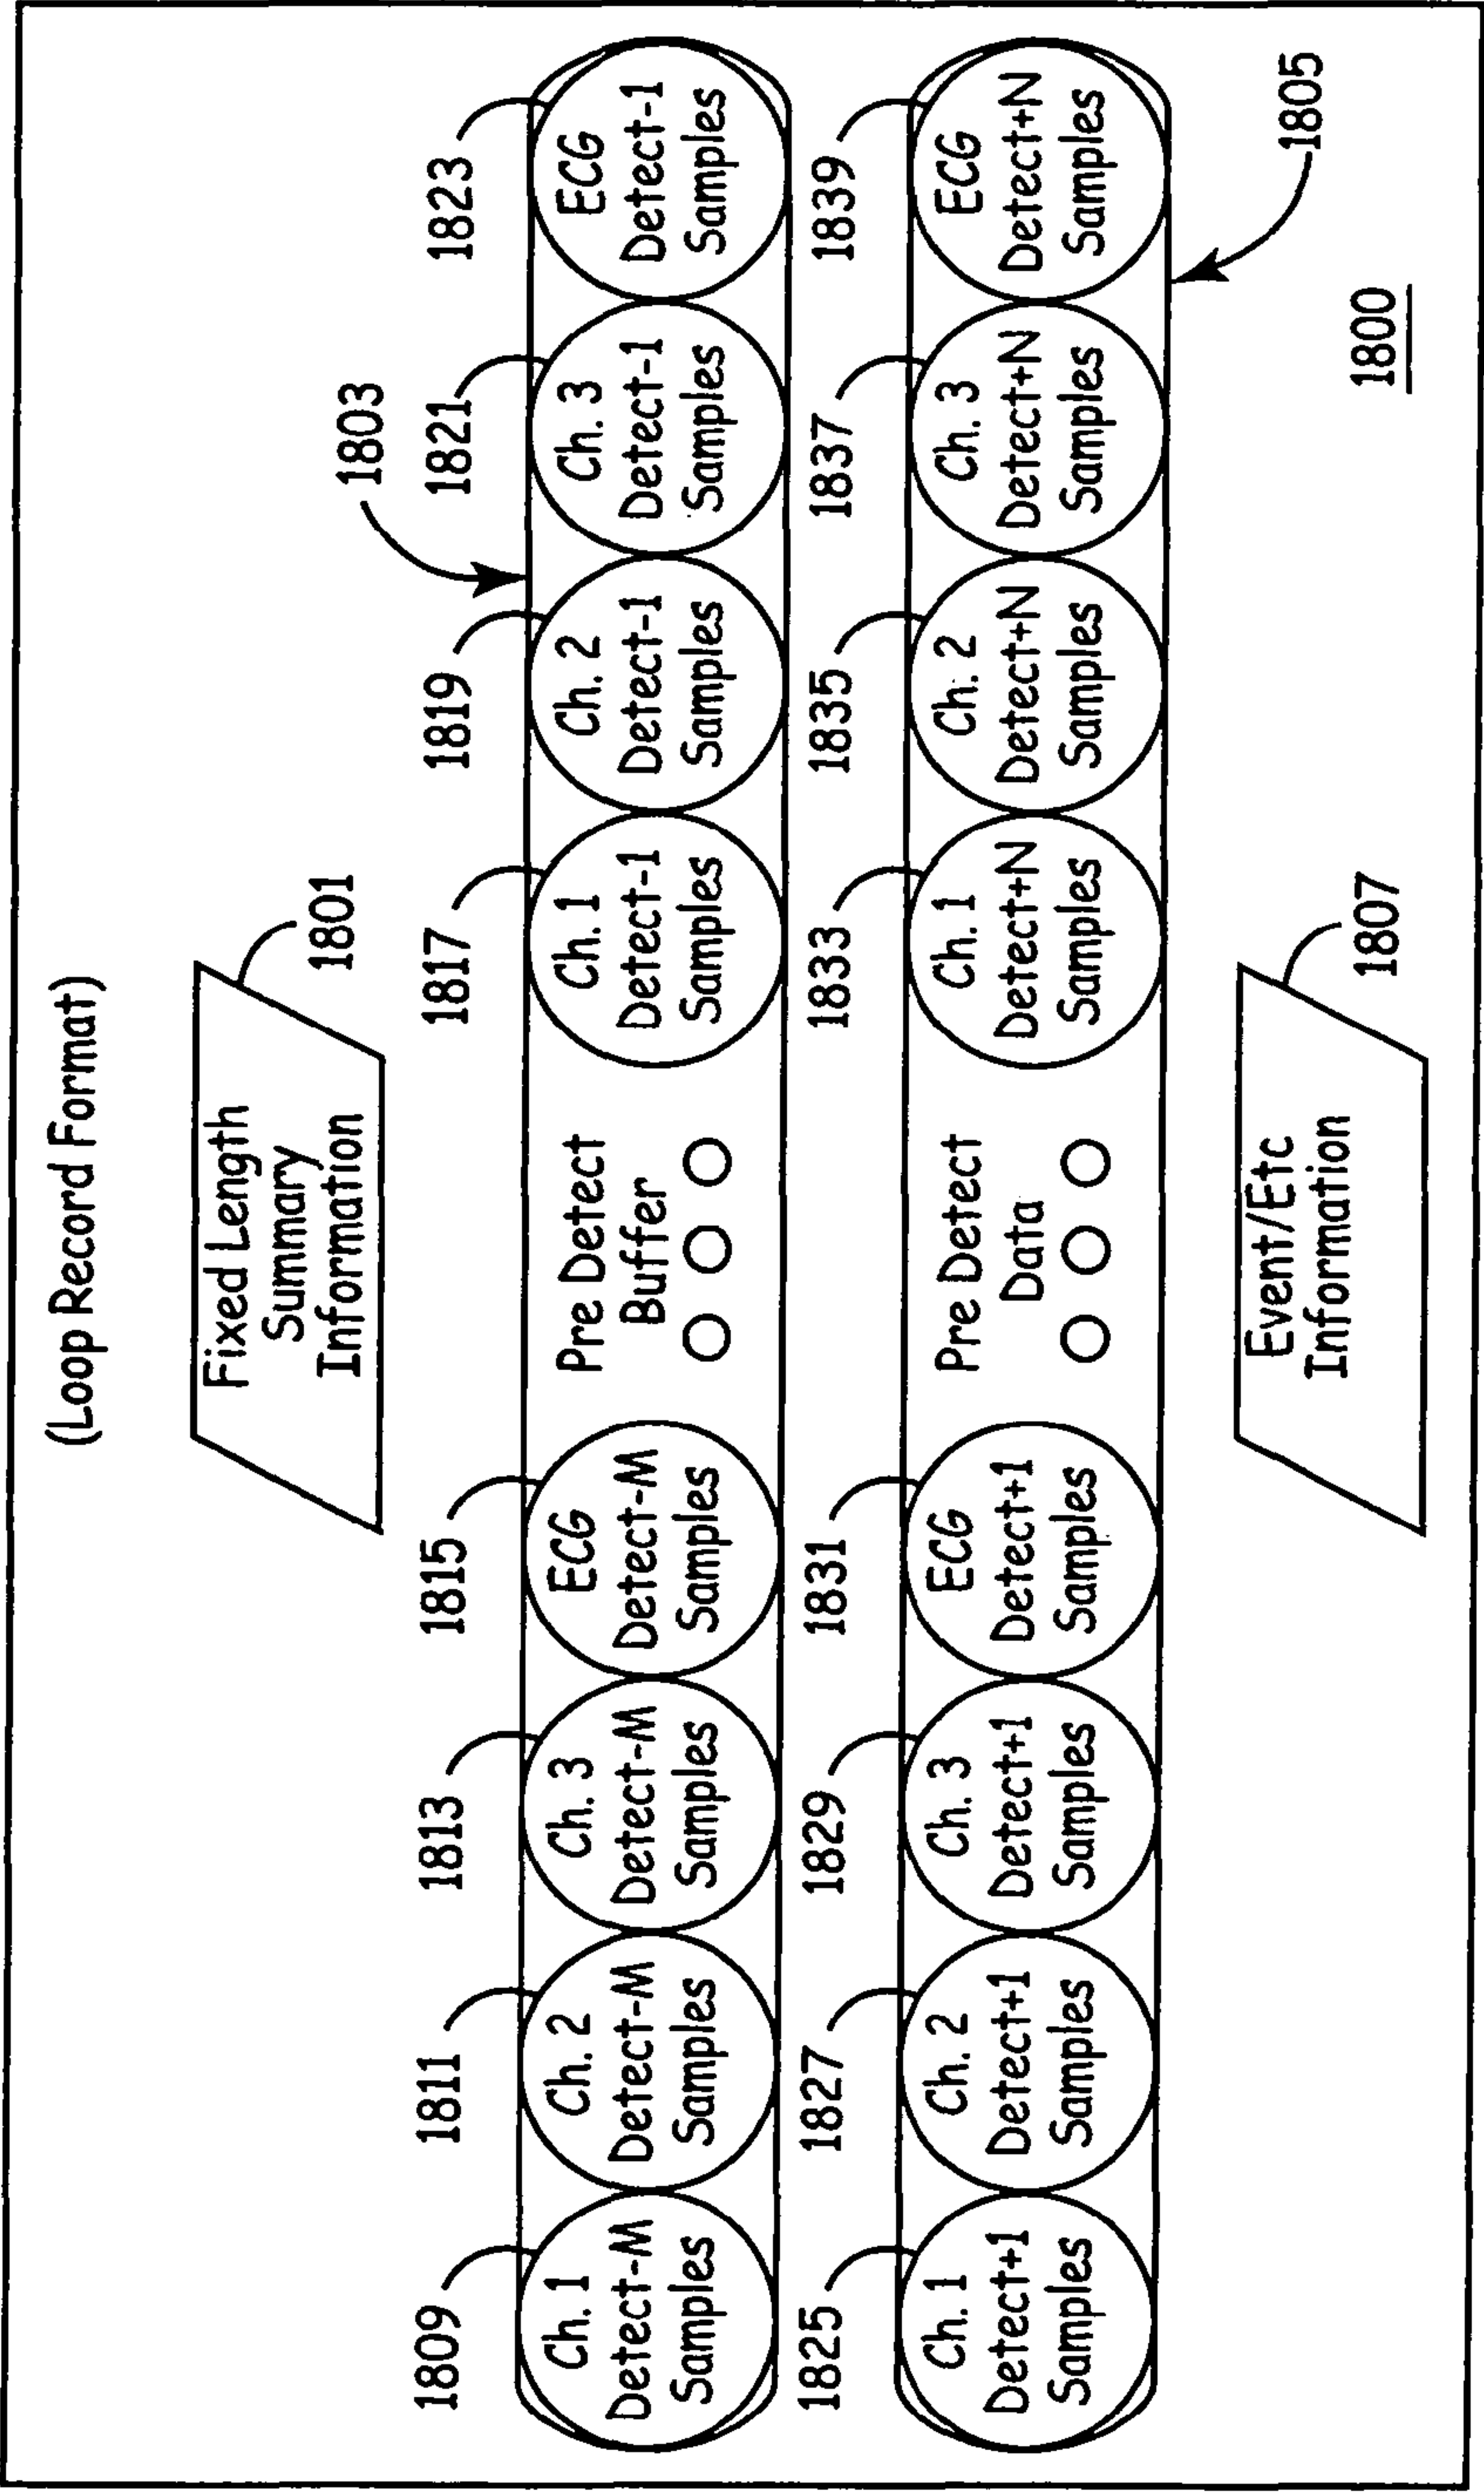 (Loop Record Format)
Fixed Length
Summary
Information
1801
1803
1809
1811
1813
1815
1817
1819
1821
1823
Ch. 1
Detect-M
Samples
Ch. 2
Detect-M
Samples
Ch. 3
Detect-M
Samples
ECG
Detect-M
Samples
Pre Detect
Buffer
Ch. 1
Detect-1
Samples
Ch. 2
Detect-1
Samples
Ch. 3
Detect-1
Samples
ECG
Detect-1
Samples
1825
1827
1829
1831
1833
1835
1837
1839
Ch. 1
Detect+1
Samples
Ch. 2
Detect+1
Samples
Ch. 3
Detect+1
Samples
ECG
Detect+1
Samples
Pre Detect
Data
Ch. 1
Detect+N
Samples
Ch. 2
Detect+N
Samples
Ch. 3
Detect+N
Samples
ECG
Detect+N
Samples
1805
Event/Etc
Information
1807
1800